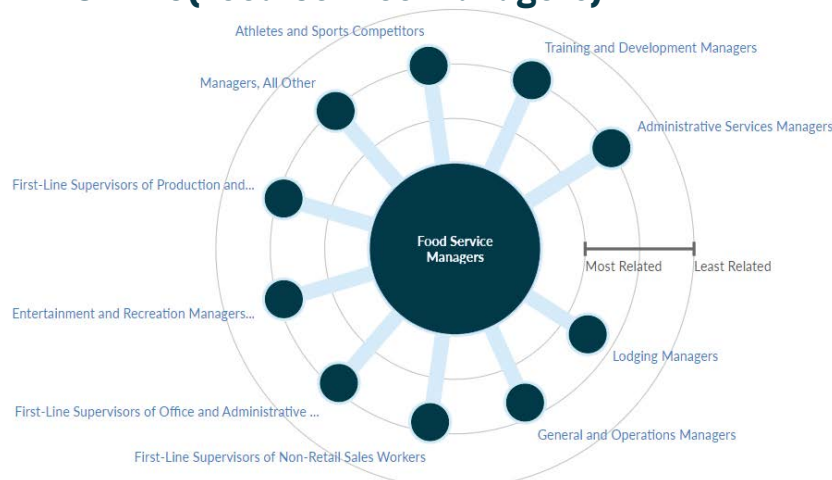 Athletes and Sports Competitors
Training and Development Managers
Managers, All Other
Administrative Services Managers
First-Line Supervisors of Production and...
Food Service
Managers
Most Related
Least Related
Entertainment and Recreation Managers...
Lodging Managers
First-Line Supervisors of Office and Administrative ...
General and Operations Managers
First-Line Supervisors of Non-Retail Sales Workers